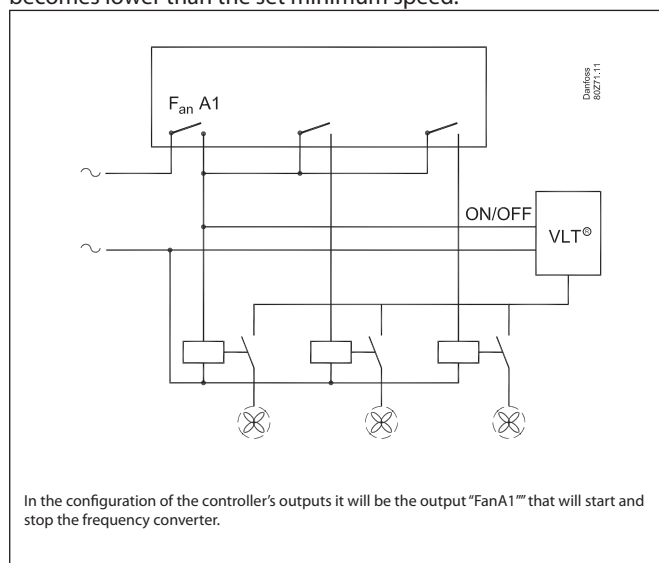 becomes lower than the set minimum speed.
Danfoss
80Z71.11
Fan A1
ON/OFF
VLT®
In the configuration of the controller's outputs it will be the output “FanA1”” that will start and
stop the frequency converter.